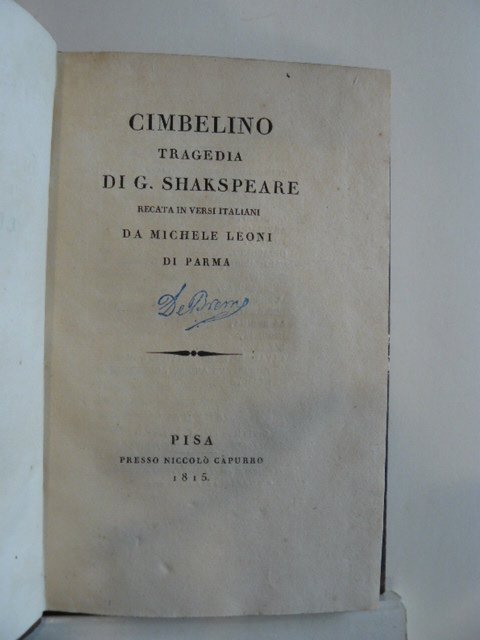 CIMBELINO
TRAGEDIA
DI G. SHAKSPEARE
RECATA IN VERSI ITALIANI
DA MICHELE LEONI
DI PARMA
PISA
PRESSO NICCOLÒ CAPURRO
1815.